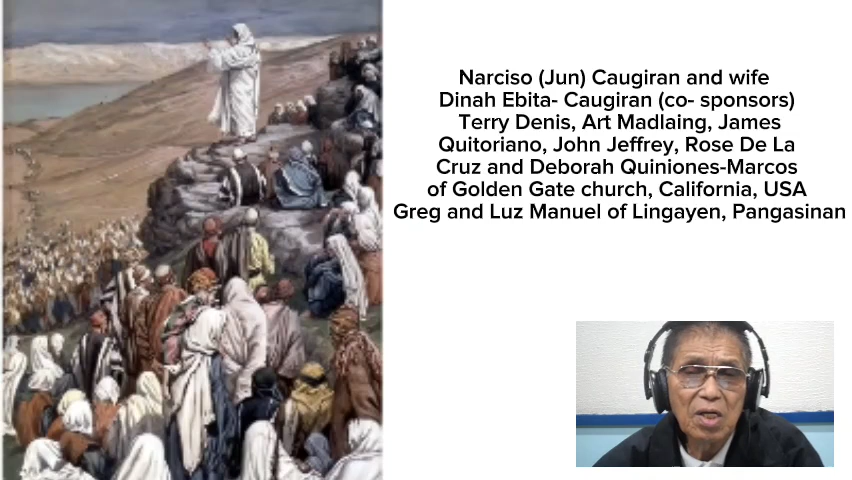 Narciso (Jun) Caugiran and wife
Dinah Ebita- Caugiran (co- sponsors)
Terry Denis, Art Madlaing, James
Quitoriano, John Jeffrey, Rose De La
Cruz and Deborah Quiniones-Marcos
of Golden Gate church, California, USA
Greg and Luz Manuel of Lingayen, Pangasinan